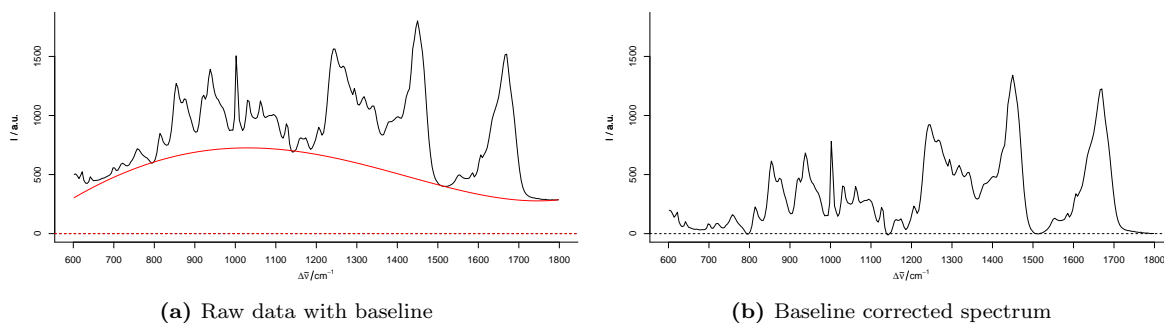 I / a.u.
0 500 1000 1500
600 700 800 900 1000 1100 1200 1300 1400 1500 1600 1700 1800
Δν̃/cm⁻¹
(a) Raw data with baseline
I / a.u.
0 500 1000 1500
600 700 800 900 1000 1100 1200 1300 1400 1500 1600 1700 1800
Δν̃/cm⁻¹
(b) Baseline corrected spectrum